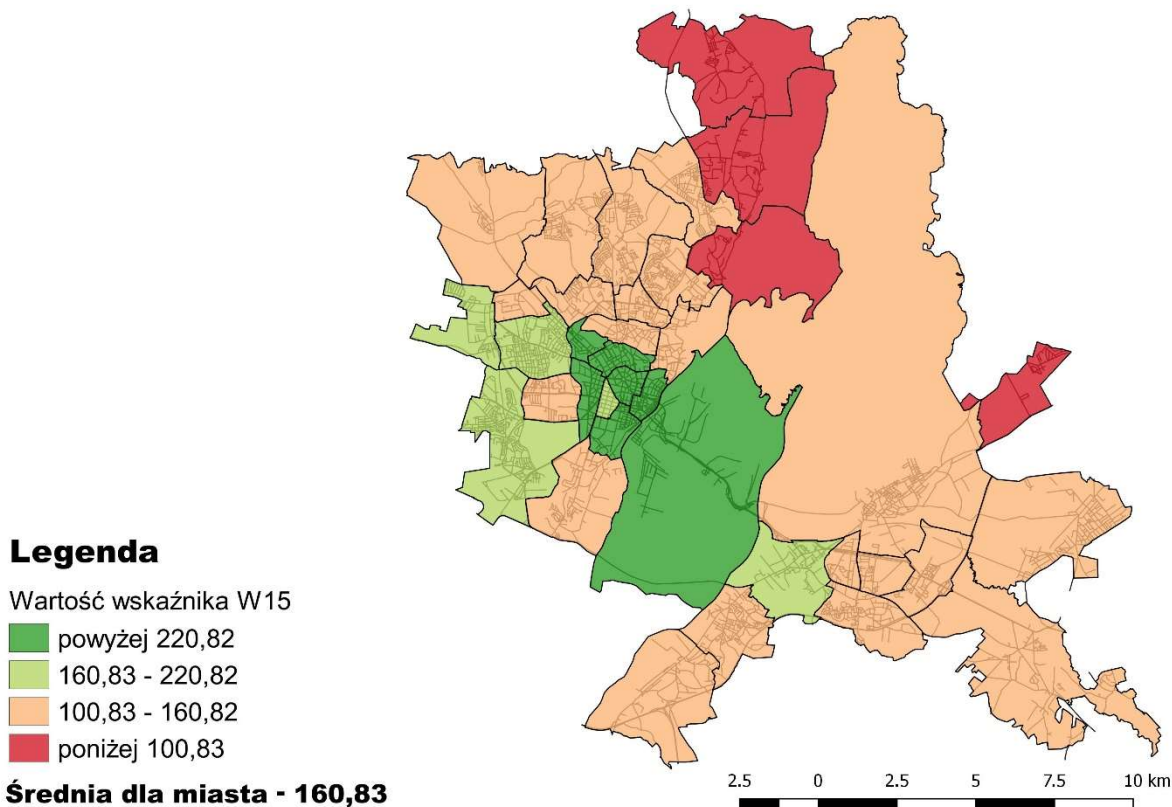 Legenda
Wartość wskaźnika W15
powyżej 220,82
160,83 - 220,82
100,83 - 160,82
poniżej 100,83
Średnia dla miasta - 160,83
2.5 0 2.5 5 7.5 10 km